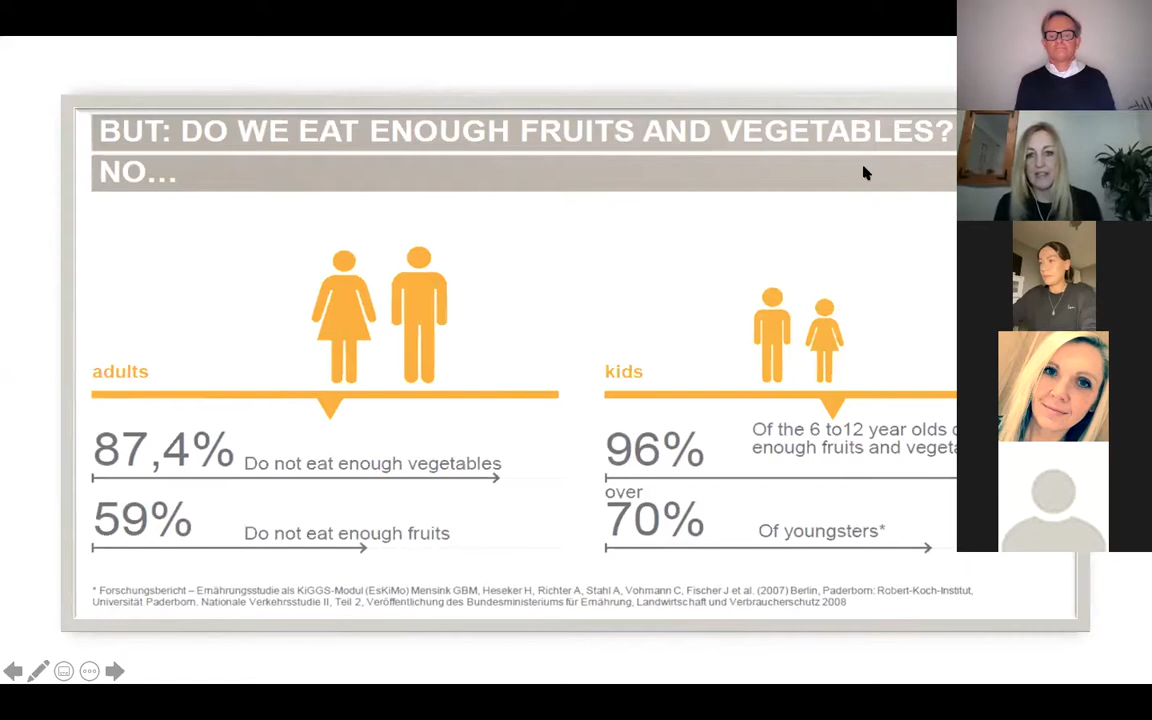 BUT: DO WE EAT ENOUGH FRUITS AND VEGETABLES?
NO...
adults
87,4% Do not eat enough vegetables
59% Do not eat enough fruits
kids
96% Of the 6 to12 year olds
enough fruits and
over
70% Of youngsters*
* Forschungsbericht – Ernährungsstudie als KiGGS-Modul (EsKiMo) Mensink GBM, Heseker H, Richter A, Stahl A, Vohmann C, Fischer J et al. (2007) Berlin, Paderborn: Robert-Koch-Institut,
Universität Paderborn. Nationale Verkehrsstudie II, Teil 2, Veröffentlichung des Bundesministeriums für Ernährung, Landwirtschaft und Verbraucherschutz 2008